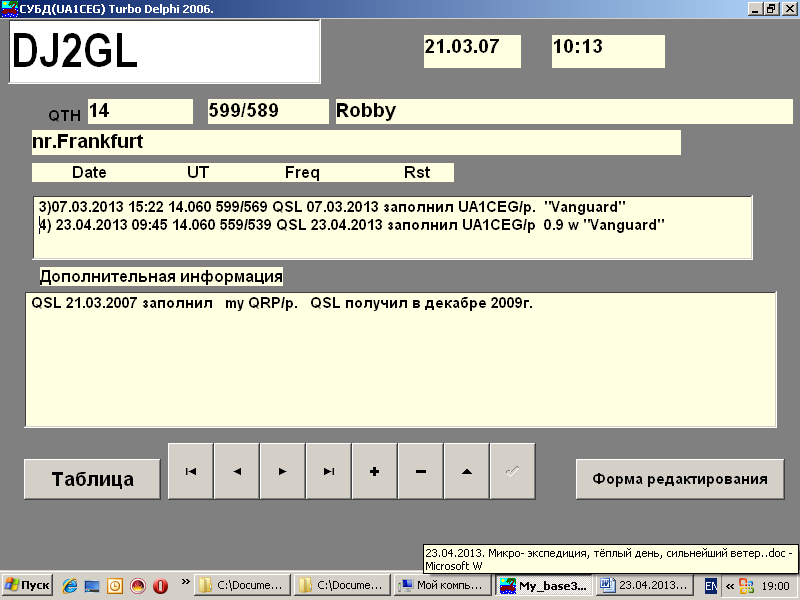 СУБД(UA1CEG) Turbo Delphi 2006.
DJ2GL
21.03.07 10:13
QTH 14 599/589 Robby
nr.Frankfurt
Date UT Freq Rst
3)07.03.2013 15:22 14.060 599/569 QSL 07.03.2013 заполнил UA1CEG/p. "Vanguard"
4) 23.04.2013 09:45 14.060 559/539 QSL 23.04.2013 заполнил UA1CEG/p 0.9 w "Vanguard"
Дополнительная информация
QSL 21.03.2007 заполнил my QRP/p. QSL получил в декабре 2009г.
Таблица Форма редактирования
23.04.2013. Микро- экспедиция, тёплый день, сильнейший ветер..doc -
Microsoft W
Пуск C:\Docume... C:\Docume... Мой компь... My_base3... 23.04.2013... EN 19:00